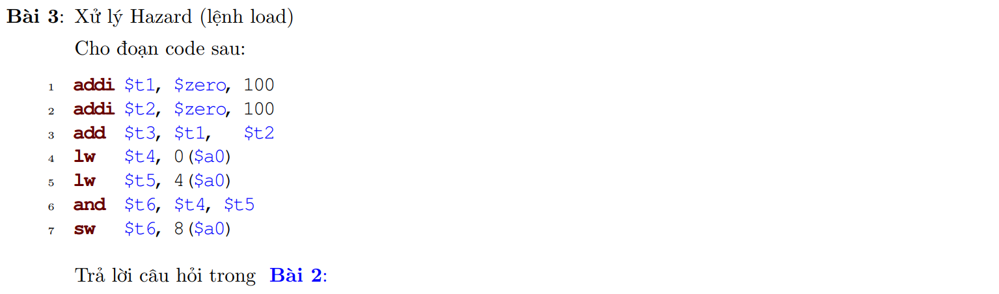 Bài 3: Xử lý Hazard (lệnh load)
Cho đoạn code sau:
1 addi $t1, $zero, 100
2 addi $t2, $zero, 100
3 add $t3, $t1, $t2
4 lw $t4, 0($a0)
5 lw $t5, 4($a0)
6 and $t6, $t4, $t5
7 sw $t6, 8($a0)
Trả lời câu hỏi trong Bài 2: